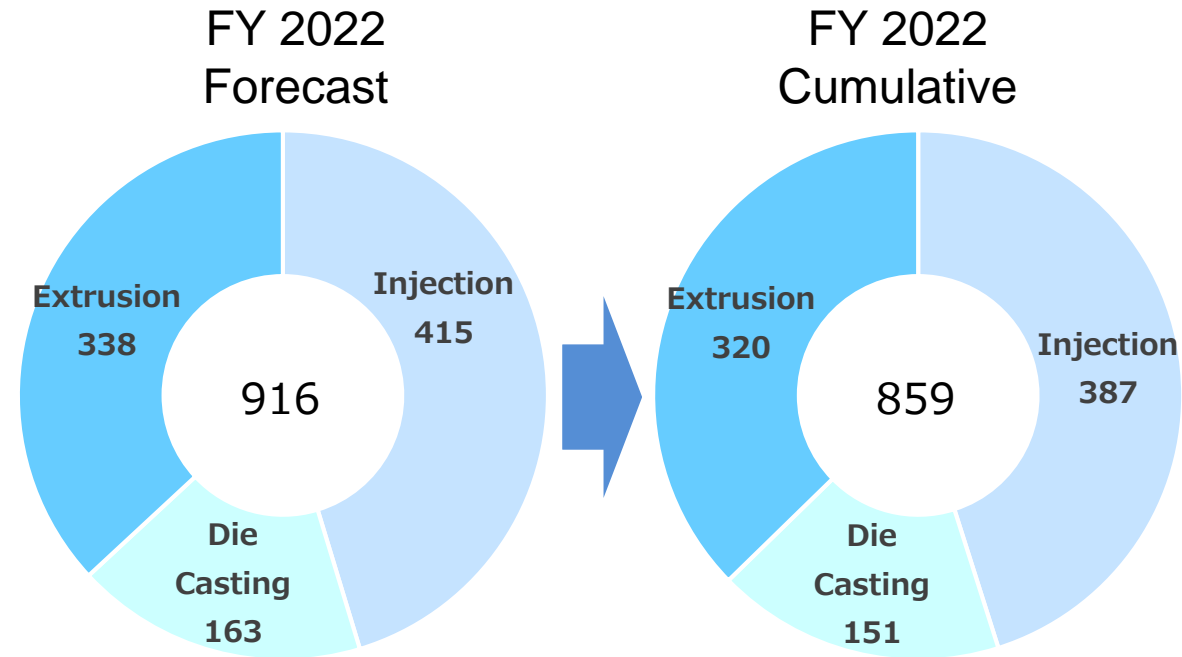 FY 2022
Forecast
Extrusion
338
Injection
415
916
Die
Casting
163
FY 2022
Cumulative
Extrusion
320
Injection
387
859
Die
Casting
151